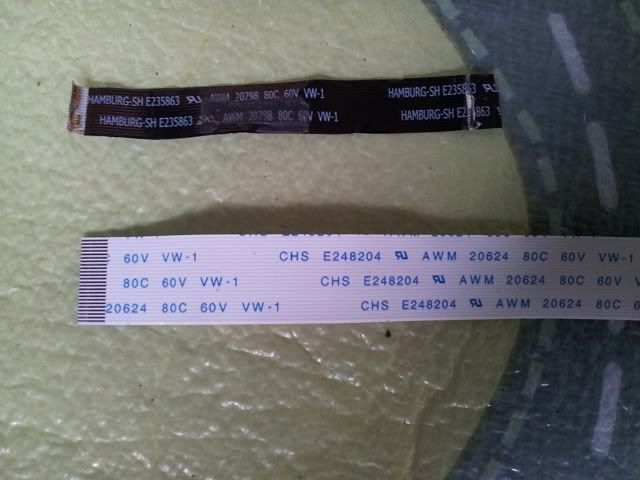 HAMBURG-SH E235863 AWM 20798 80C 60V VW-1 HAMBURG-SH E235863
HAMBURG-SH E235863 AWM 20798 80C 60V VW-1 HAMBURG-SH E235863
60V VW-1 CHS E248204 AWM 20624 80C 60V VW-1
80C 60V VW-1 CHS E248204 AWM 20624 80C 60V VW
20624 80C 60V VW-1 CHS E248204 AWM 20624 80C